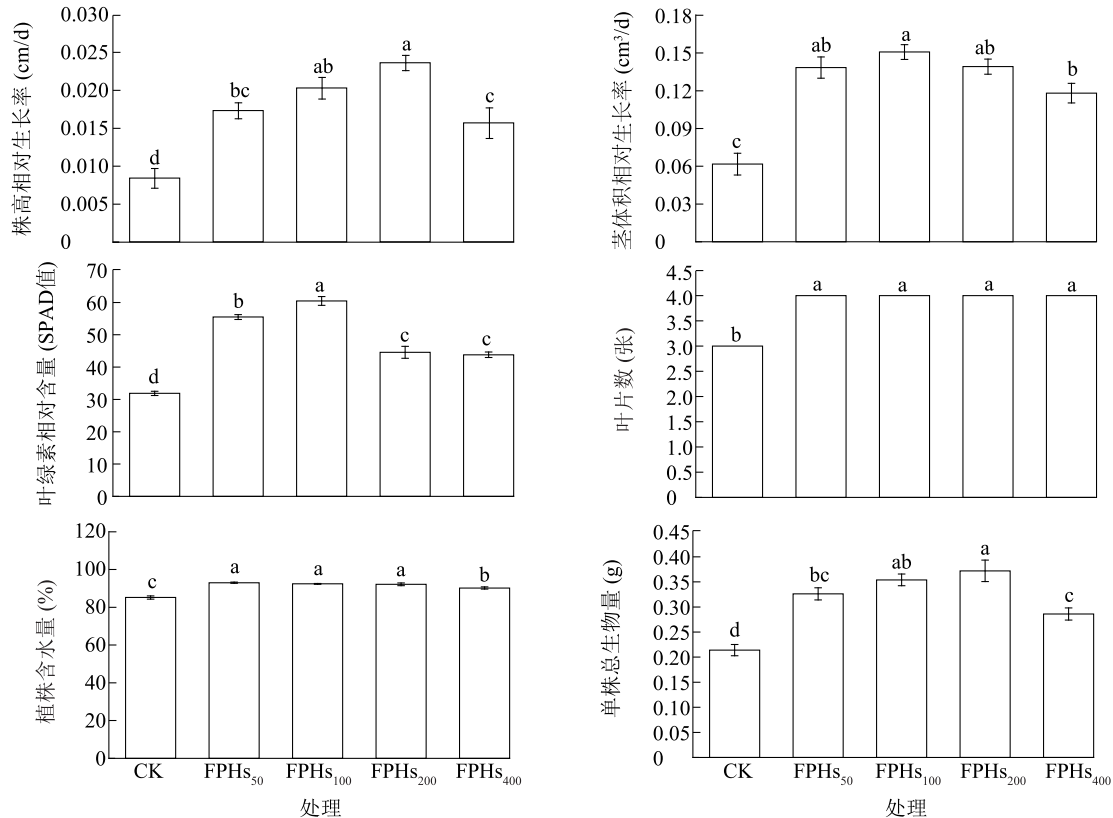 株高相对生长率 (cm/d)
0.030
0.025
0.020
0.015
0.010
0.005
0
d
bc
ab
a
c
茎体积相对生长率 (cm³/d)
0.18
0.15
0.12
0.09
0.06
0.03
0
c
ab
a
ab
b
叶绿素相对含量 (SPAD值)
70
60
50
40
30
20
10
0
d
b
a
c
c
叶片数 (张)
4.5
4.0
3.5
3.0
2.5
2.0
1.5
1.0
0.5
0
b
a
a
a
a
植株含水量 (%)
120
100
80
60
40
20
0
c
a
a
a
b
CK FPHs₅₀ FPHs₁₀₀ FPHs₂₀₀ FPHs₄₀₀
处理
单株总生物量 (g)
0.45
0.40
0.35
0.30
0.25
0.20
0.15
0.10
0.05
0
d
bc
ab
a
c
CK FPHs₅₀ FPHs₁₀₀ FPHs₂₀₀ FPHs₄₀₀
处理